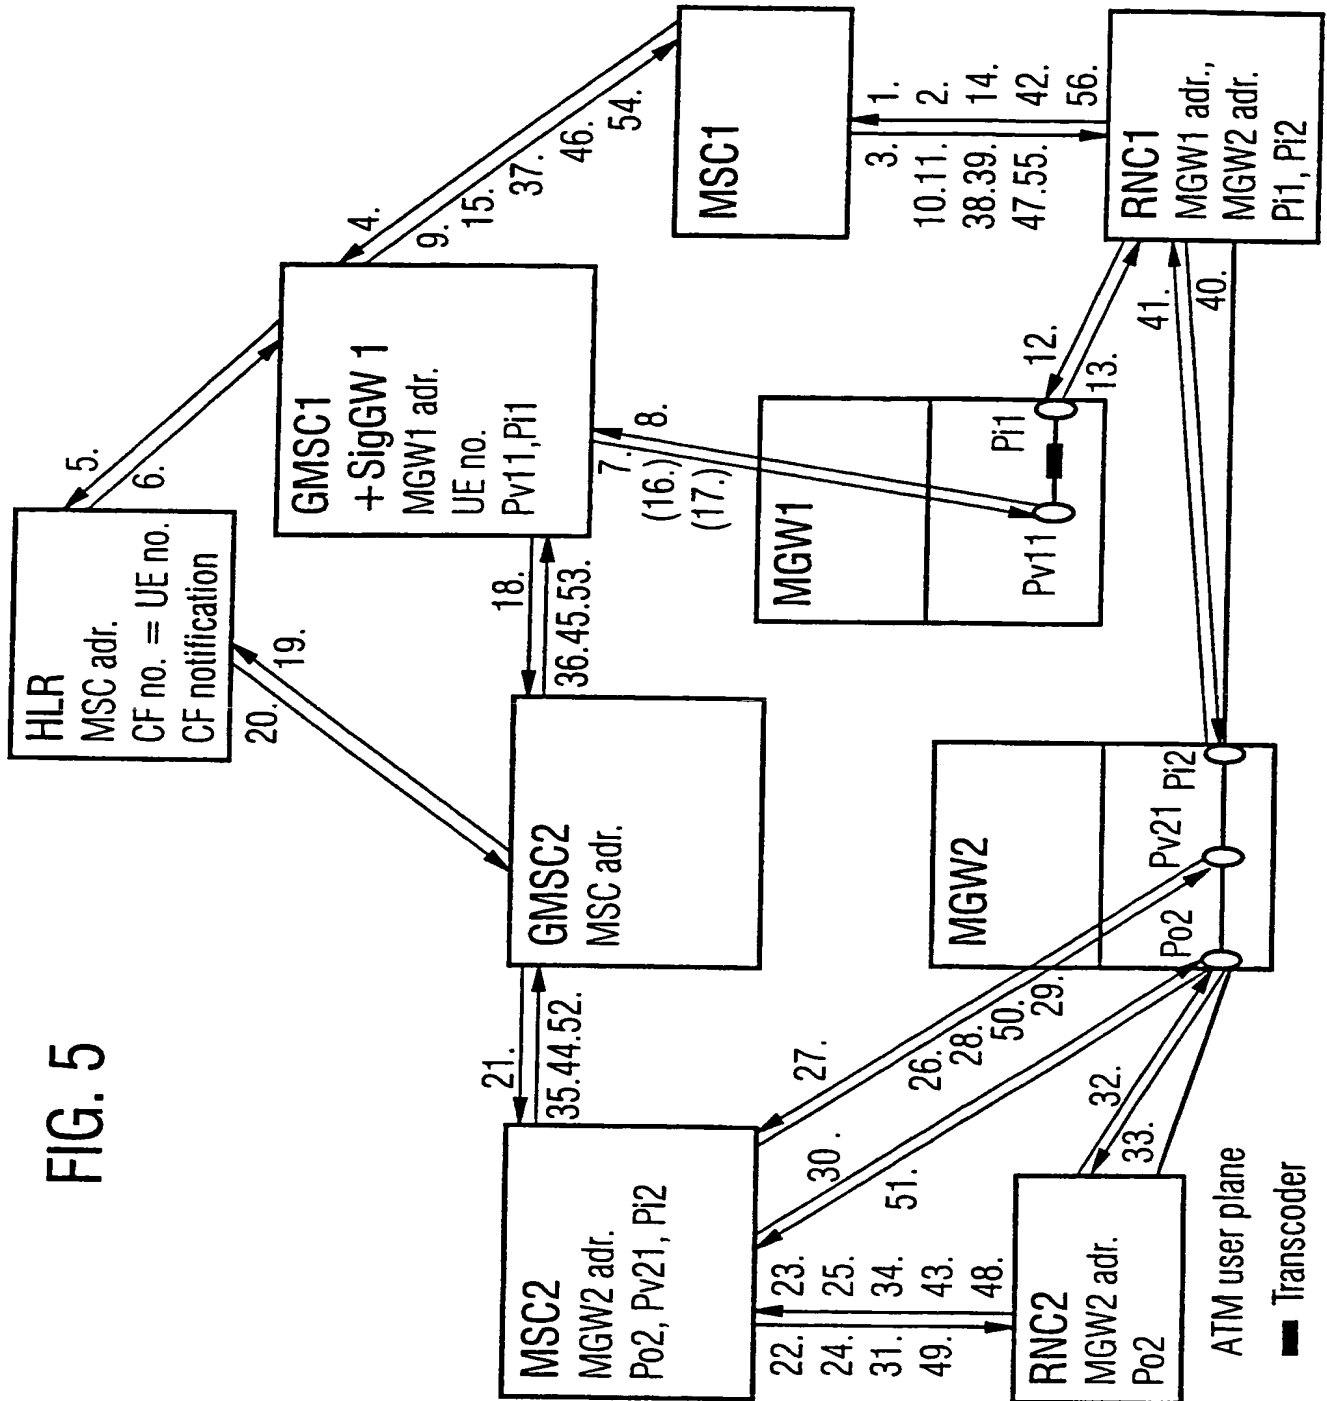 FIG. 5
HLR
MSC adr.
CF no. = UE no.
CF notification
5.
6.
19.
20.
GMSC1
+SigGW 1
MGW1 adr.
UE no.
Pv11,Pi1
4.
9.
15.
37.
46.
54.
MSC1
1.
2.
14.
42.
56.
3.
10.11.
38.39.
47.55.
RNC1
MGW1 adr.,
MGW2 adr.
Pi1, Pi2
7.
8.
(16.)
(17.)
MGW1
Pv11
Pi1
12.
13.
41.
40.
18.
36.45.53.
GMSC2
MSC adr.
21.
35.44.52.
MSC2
MGW2 adr.
Po2, Pv21, Pi2
27.
26.
28.
50.
29.
30.
51.
MGW2
Po2
Pv21
Pi2
32.
33.
23.
25.
34.
43.
48.
22.
24.
31.
49.
RNC2
MGW2 adr.
Po2
ATM user plane
Transcoder